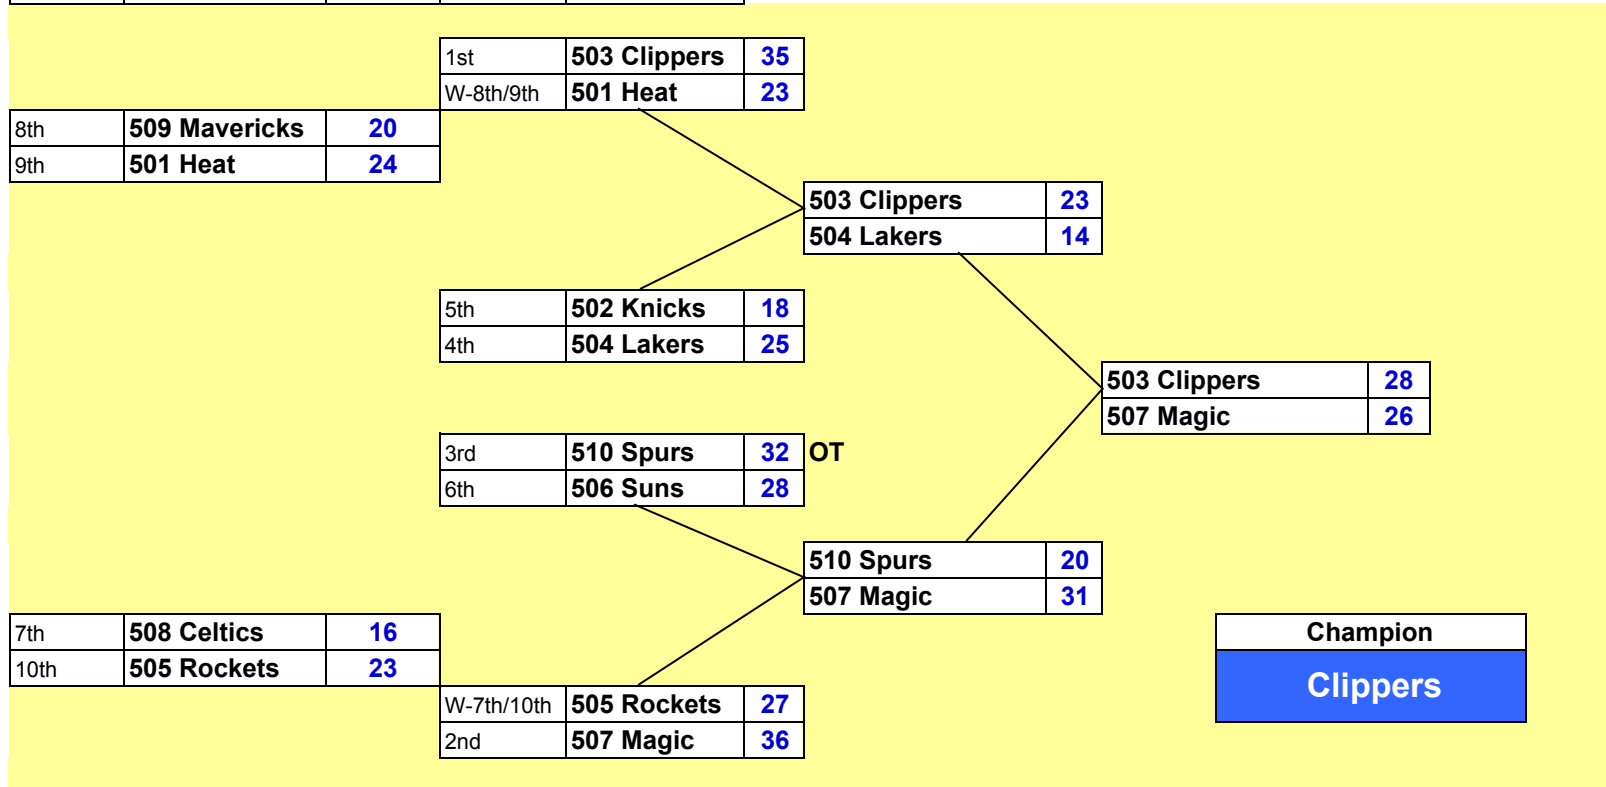 1st 503 Clippers 35
W-8th/9th 501 Heat 23
8th 509 Mavericks 20
9th 501 Heat 24
503 Clippers 23
504 Lakers 14
5th 502 Knicks 18
4th 504 Lakers 25
503 Clippers 28
507 Magic 26
3rd 510 Spurs 32 OT
6th 506 Suns 28
510 Spurs 20
507 Magic 31
7th 508 Celtics 16
Champion
10th 505 Rockets 23
Clippers
W-7th/10th 505 Rockets 27
2nd 507 Magic 36